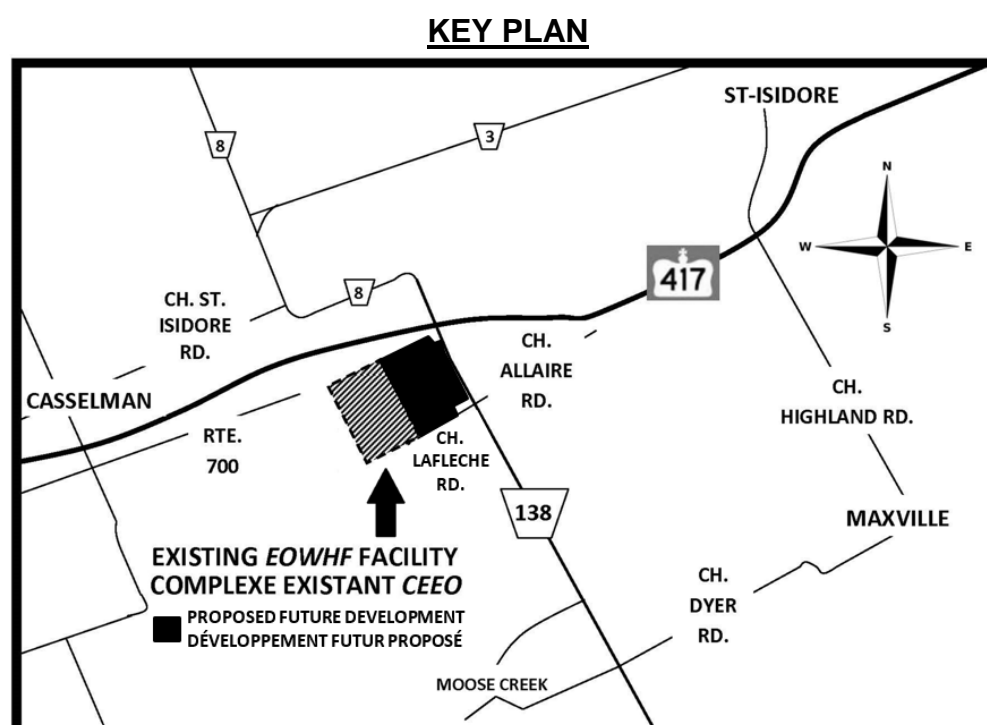 KEY PLAN
ST-ISIDORE
8
3
N
W
E
S
417
8
CH. ST.
ISIDORE
RD.
CH.
ALLAIRE
RD.
CASSELMAN
RTE.
700
CH.
LAFLECHE
RD.
CH.
HIGHLAND RD.
138
MAXVILLE
EXISTING EOWHF FACILITY
COMPLEXE EXISTANT CEEO
PROPOSED FUTURE DEVELOPMENT
DÉVELOPPEMENT FUTUR PROPOSÉ
CH.
DYER
RD.
MOOSE CREEK